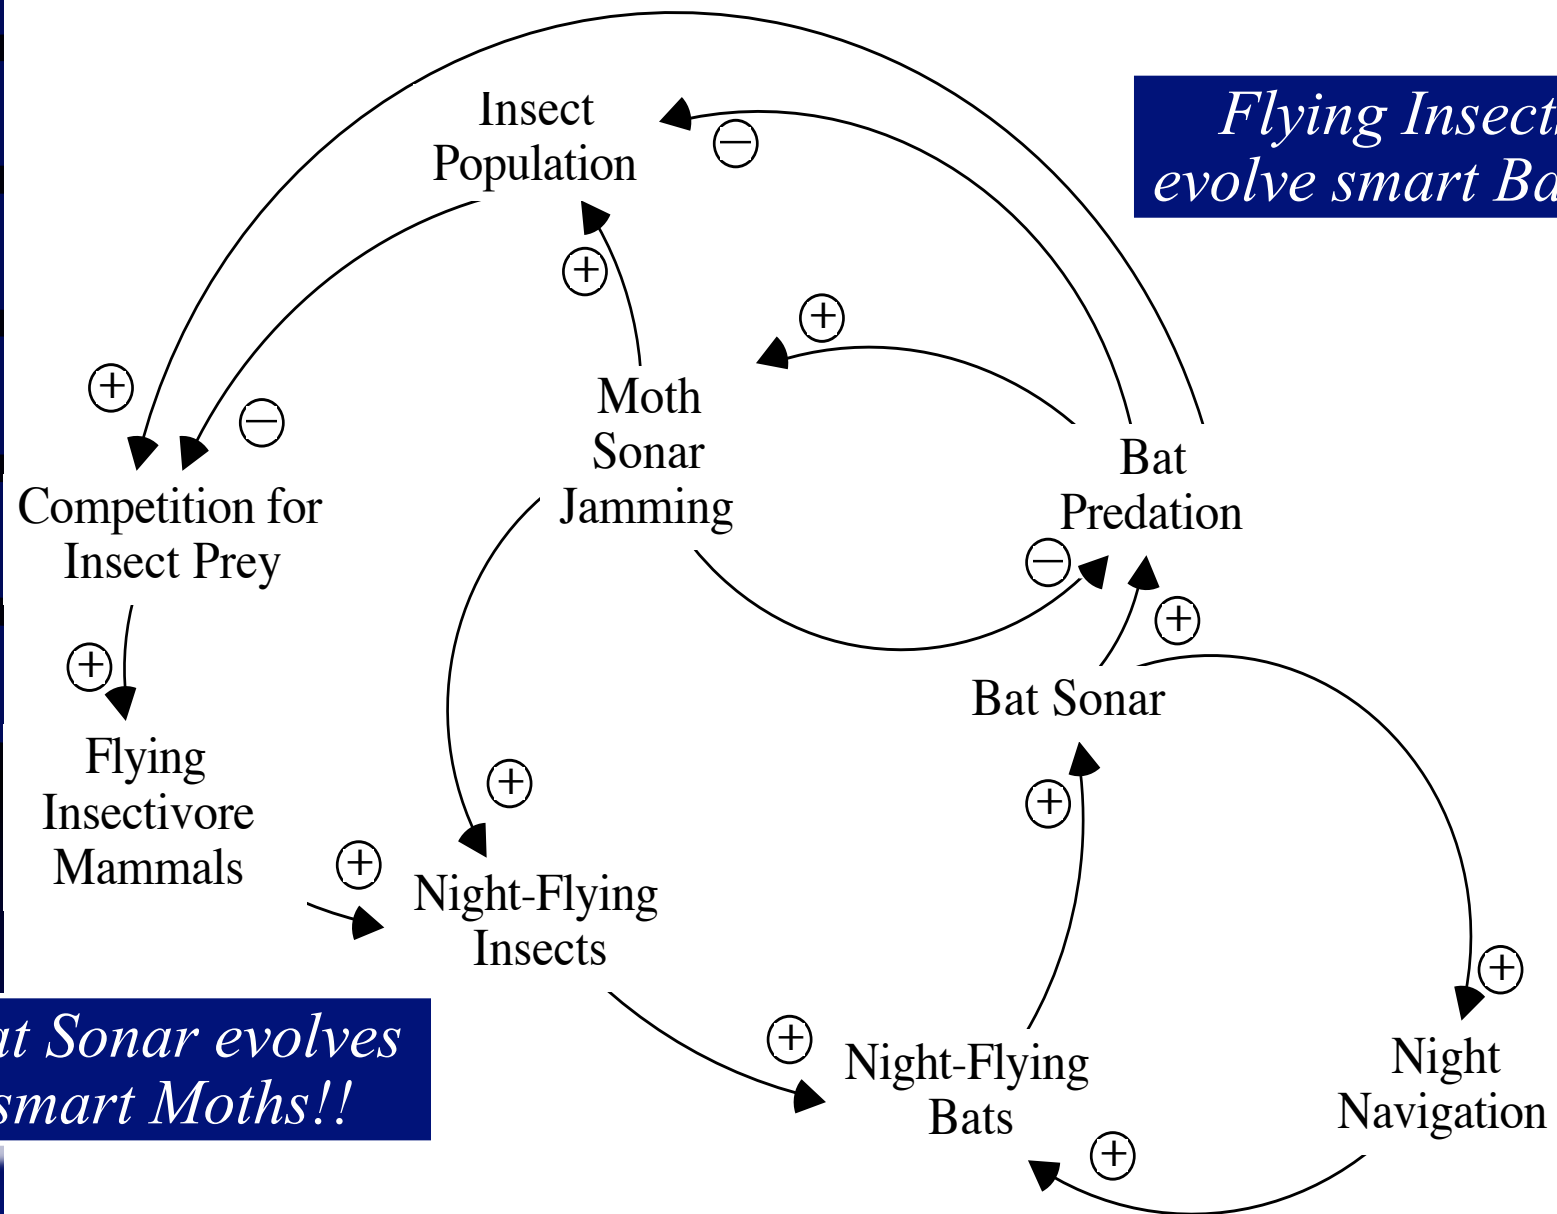 Insect
Population
−
Flying Insect
evolve smart
+
+
+
−
Moth
Sonar
Jamming
Bat
Predation
Competition for
Insect Prey
−
+
+
Bat Sonar
Flying
Insectivore
Mammals
+
+
+
Night-Flying
Insects
+
Sonar evolves
smart Moths!!
+
Night-Flying
Bats
Night
Navigation
+